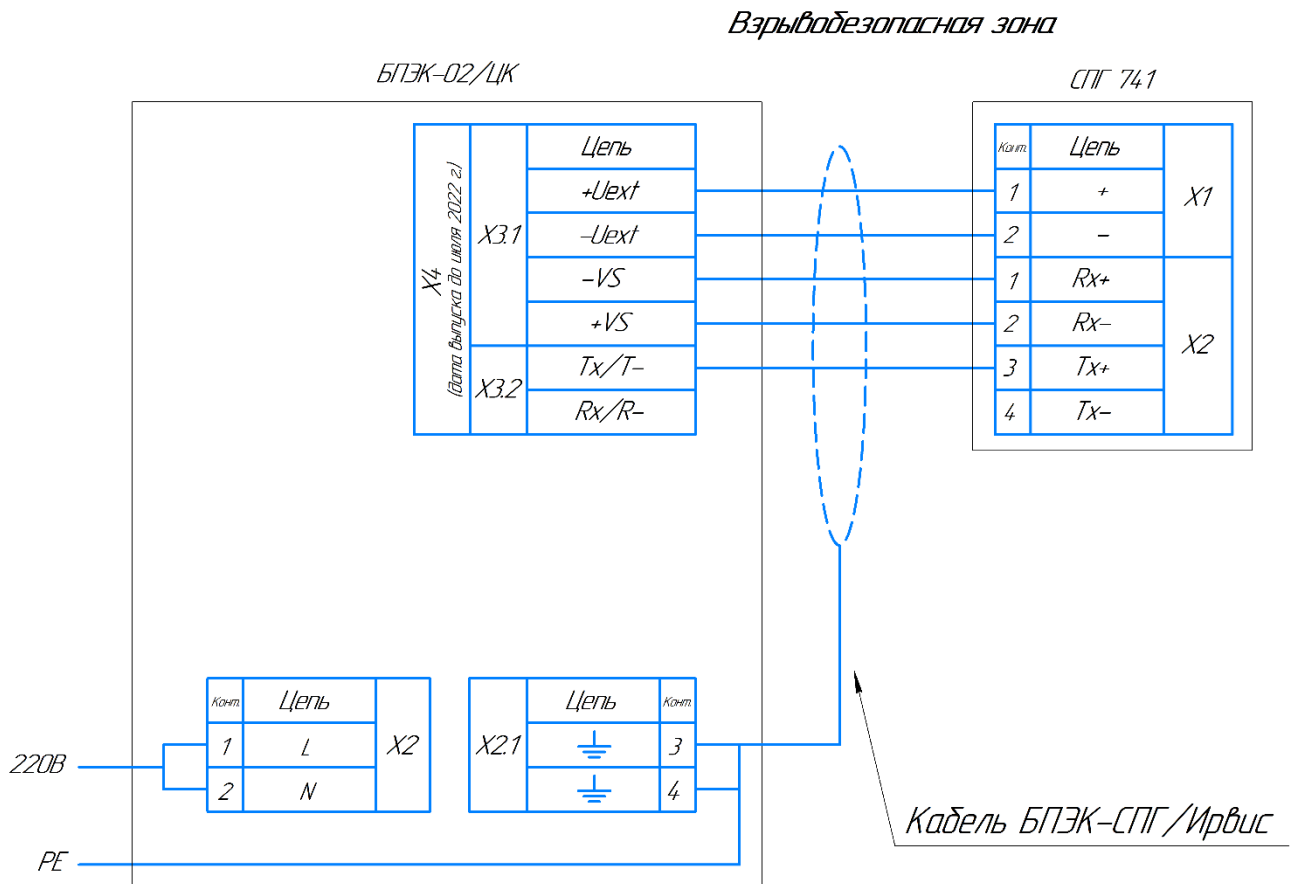 Взрывобезопасная зона
БПЭК-02/ЦК
СПГ 741
X4
(дата выпуска до июля 2022 г.)
X3.1
X3.2
Цепь
+Uext
-Uext
-VS
+VS
Tx/T-
Rx/R-
Конт. Цепь
1 +
2 -
X1
1 Rx+
2 Rx-
3 Tx+
4 Tx-
X2
220В
PE
Конт. Цепь
1 L
2 N
X2
X2.1
Цепь Конт.
3
4
Кабель БПЭК-СПГ/Ирвис